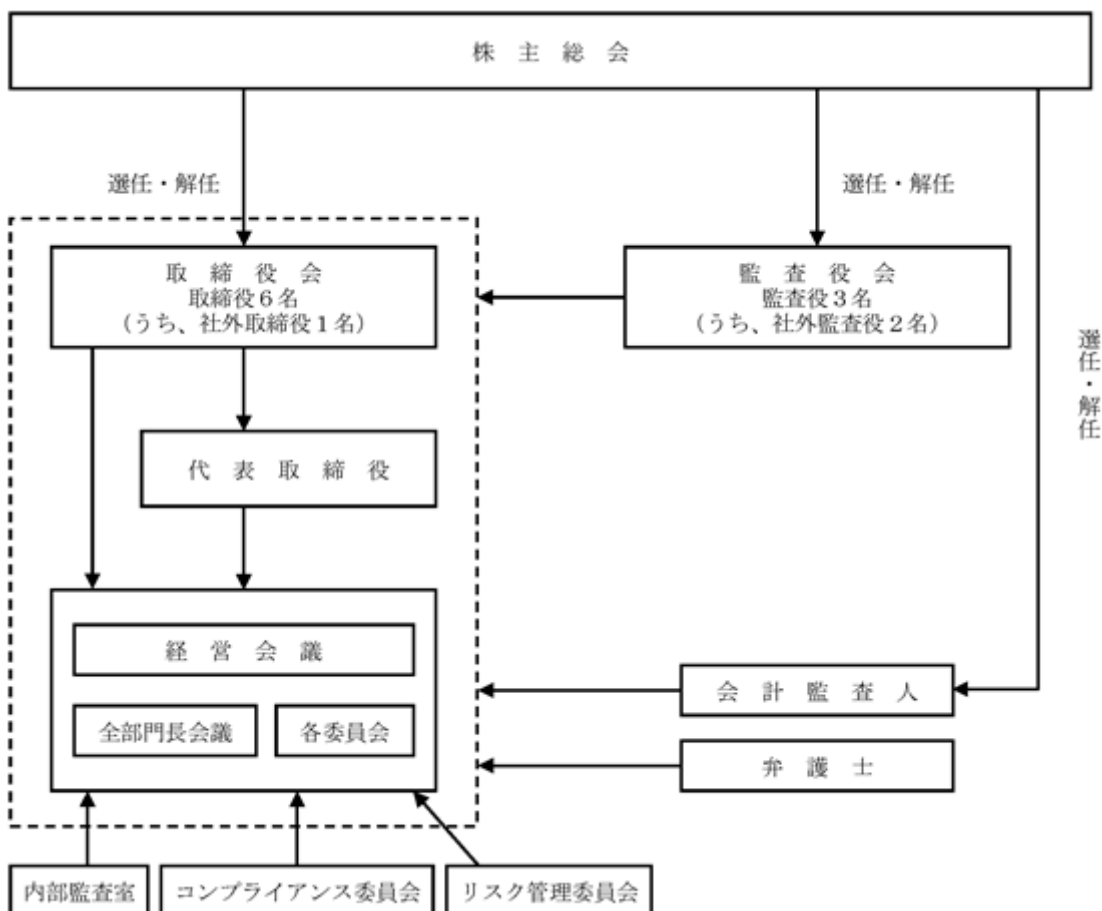 株主総会
選任・解任
選任・解任
取締役会
取締役6名
(うち、社外取締役1名)
監査役会
監査役3名
(うち、社外監査役2名)
選任・解任
代表取締役
経営会議
全部門長会議
各委員会
会計監査人
弁護士
内部監査室
コンプライアンス委員会
リスク管理委員会